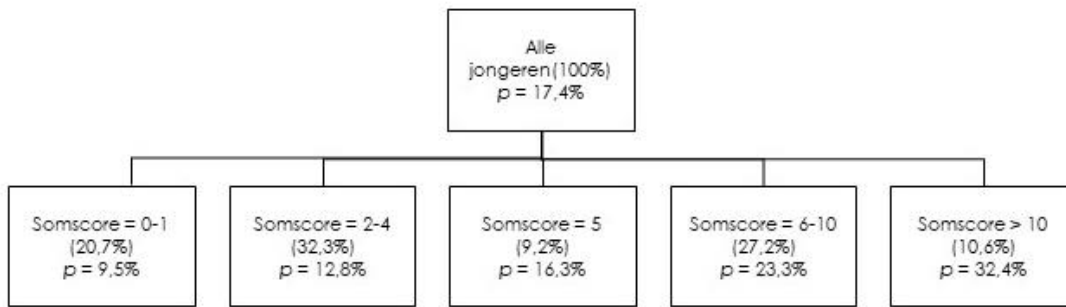 Alle
jongeren(100%)
p = 17,4%
Somscore = 0-1
(20,7%)
p = 9,5%
Somscore = 2-4
(32,3%)
p = 12,8%
Somscore = 5
(9,2%)
p = 16,3%
Somscore = 6-10
(27,2%)
p = 23,3%
Somscore > 10
(10,6%)
p = 32,4%